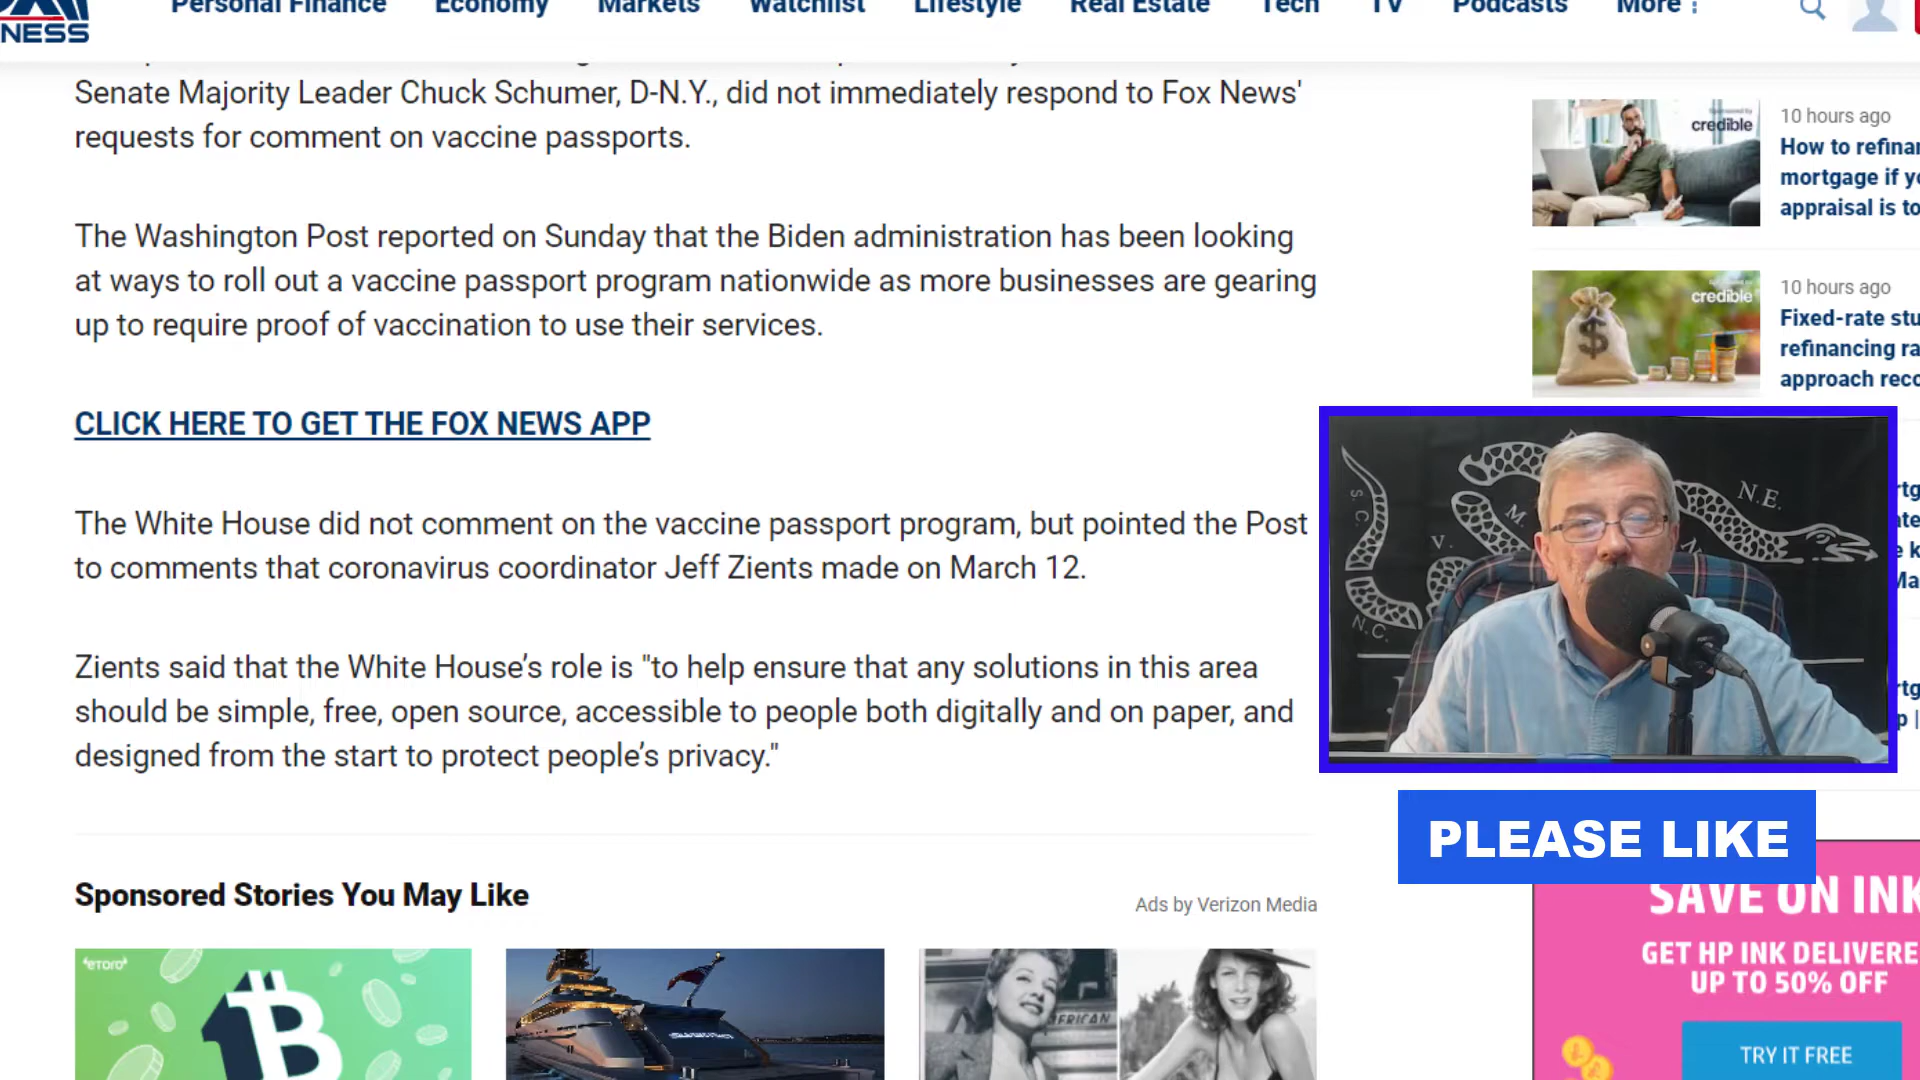 NESS
Personal Finance Economy Markets Watchlist Lifestyle Real Estate Tech TV Podcasts More
Senate Majority Leader Chuck Schumer, D-N.Y., did not immediately respond to Fox News'
requests for comment on vaccine passports.
The Washington Post reported on Sunday that the Biden administration has been looking
at ways to roll out a vaccine passport program nationwide as more businesses are gearing
up to require proof of vaccination to use their services.
CLICK HERE TO GET THE FOX NEWS APP
The White House did not comment on the vaccine passport program, but pointed the Post
to comments that coronavirus coordinator Jeff Zients made on March 12.
Zients said that the White House’s role is "to help ensure that any solutions in this area
should be simple, free, open source, accessible to people both digitally and on paper, and
designed from the start to protect people’s privacy."
Sponsored Stories You May Like
Ads by Verizon Media
eTORO
credible
10 hours ago
How to refinan
mortgage if yo
appraisal is to
credible
10 hours ago
Fixed-rate stu
refinancing ra
approach reco
S. C.
N.C.
V.
M.
N.E.
PLEASE LIKE
SAVE ON INK
GET HP INK DELIVERE
UP TO 50% OFF
TRY IT FREE